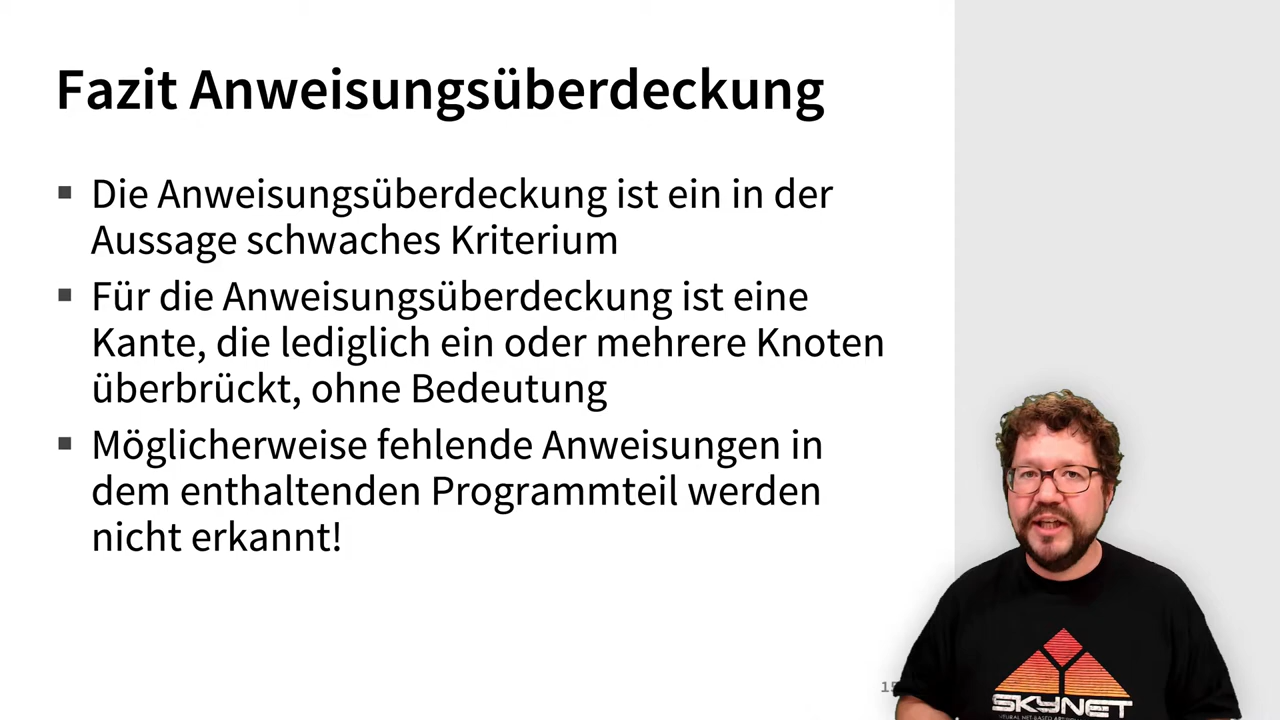 Fazit Anweisungsüberdeckung
▪ Die Anweisungsüberdeckung ist ein in der
Aussage schwaches Kriterium
▪ Für die Anweisungsüberdeckung ist eine
Kante, die lediglich ein oder mehrere Knoten
überbrückt, ohne Bedeutung
▪ Möglicherweise fehlende Anweisungen in
dem enthaltenden Programmteil werden
nicht erkannt!
SKYNET